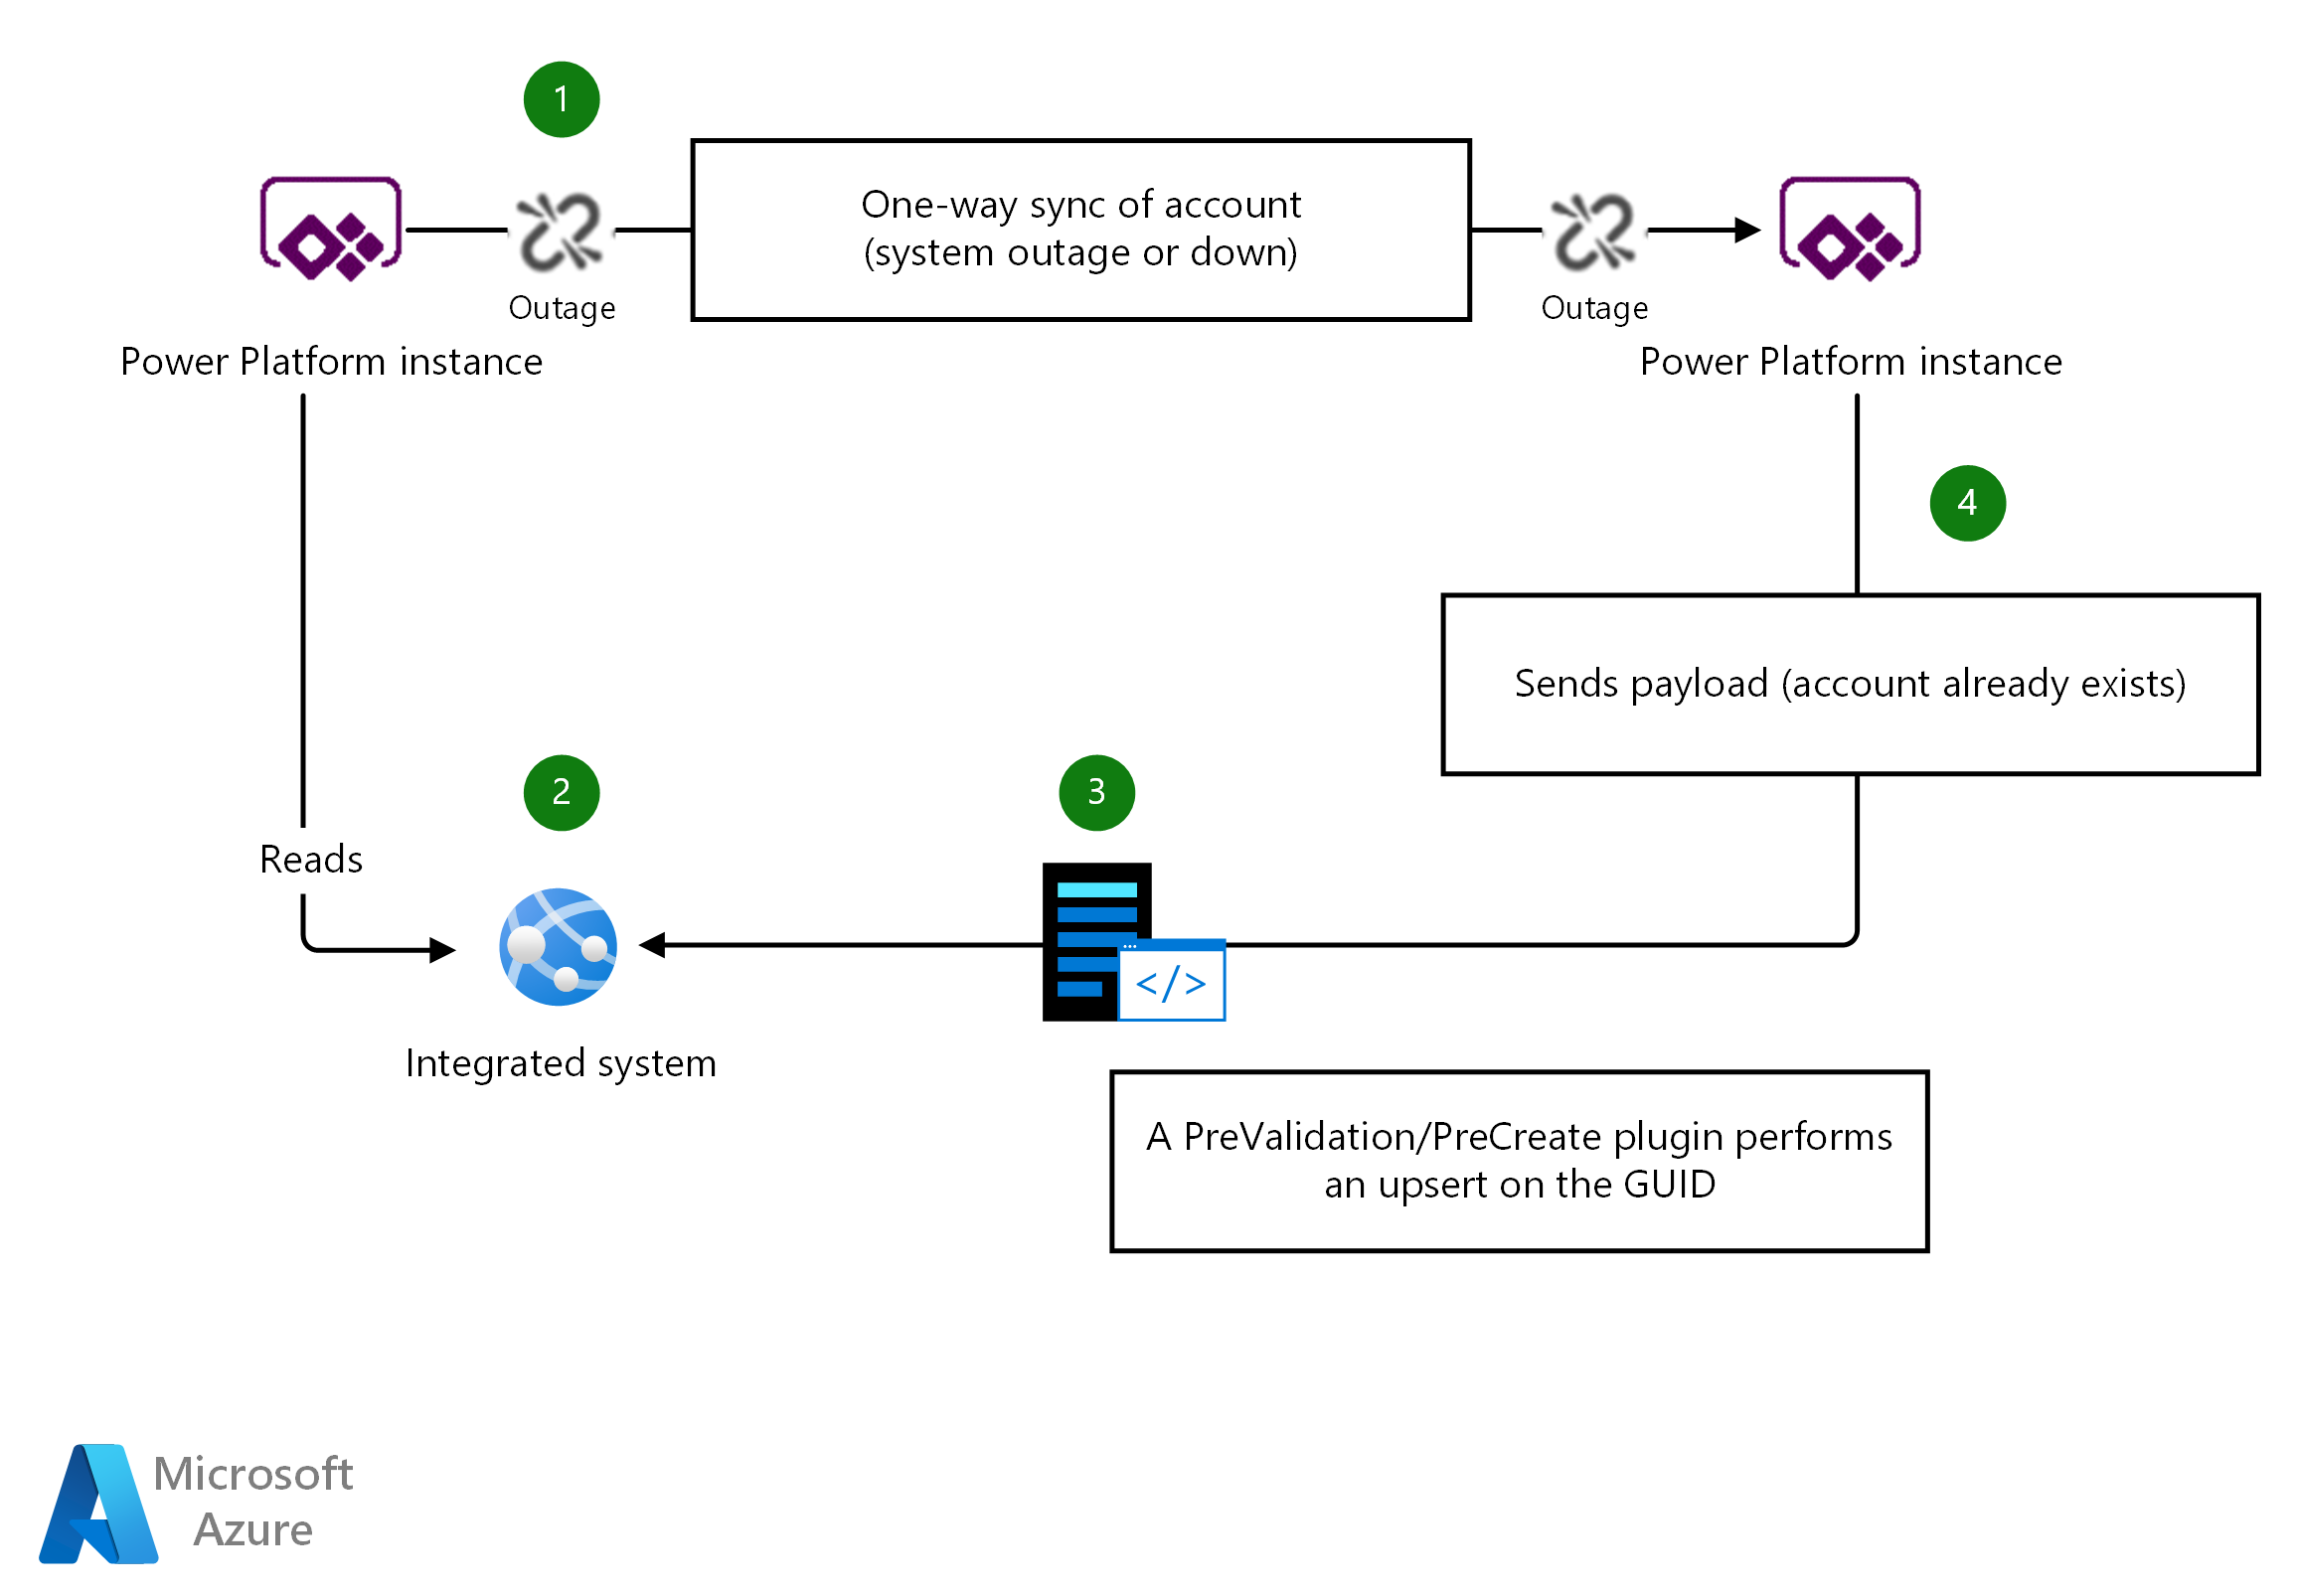 1
One-way sync of account
(system outage or down)
Outage
Outage
Power Platform instance
Power Platform instance
4
Sends payload (account already exists)
2
3
Reads
</>
Integrated system
A PreValidation/PreCreate plugin performs
an upsert on the GUID
Microsoft
Azure